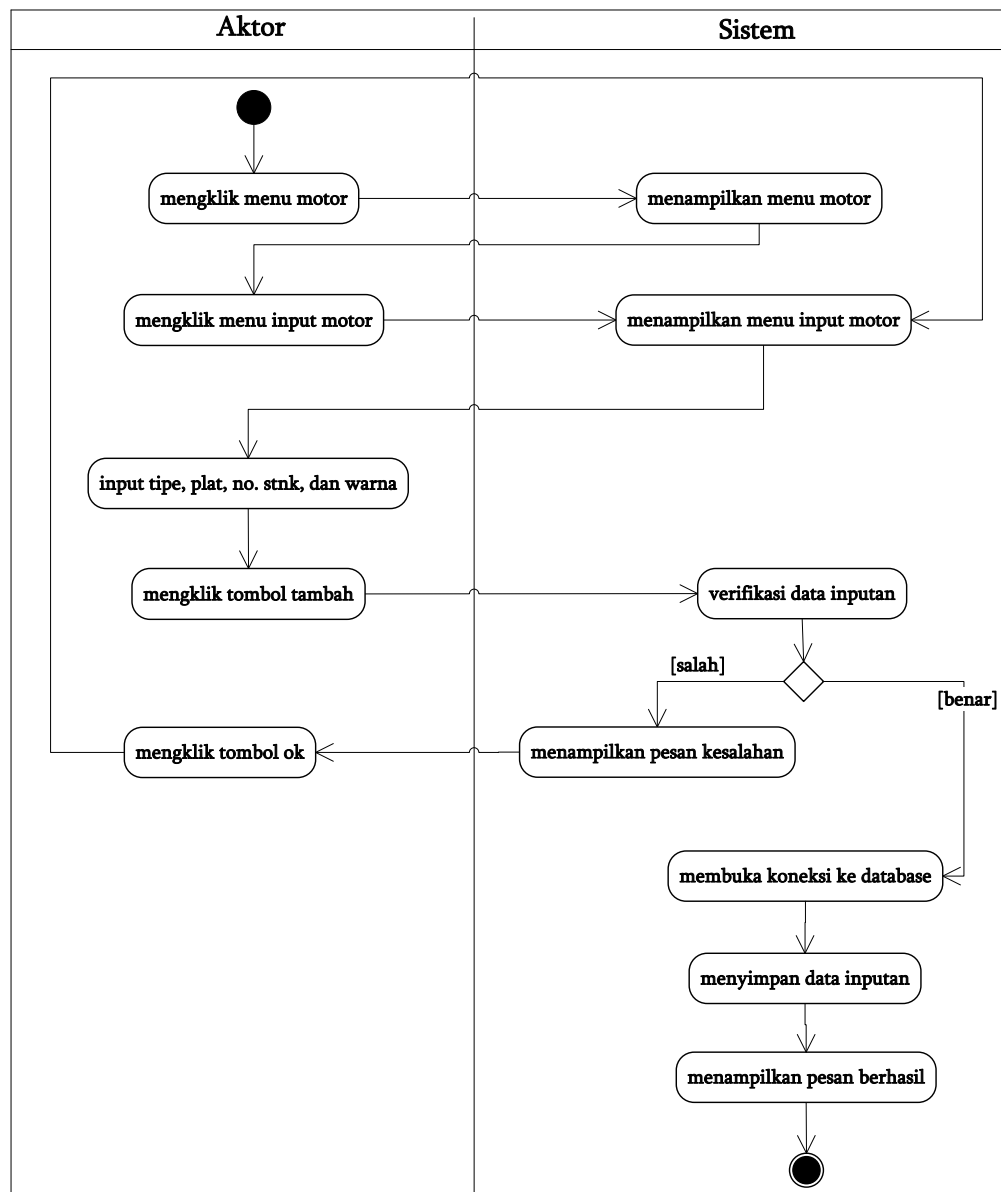 Aktor
Sistem
mengklik menu motor
menampilkan menu motor
mengklik menu input motor
menampilkan menu input motor
input tipe, plat, no. stnk, dan warna
mengklik tombol tambah
verifikasi data inputan
[salah]
[benar]
mengklik tombol ok
menampilkan pesan kesalahan
membuka koneksi ke database
menyimpan data inputan
menampilkan pesan berhasil